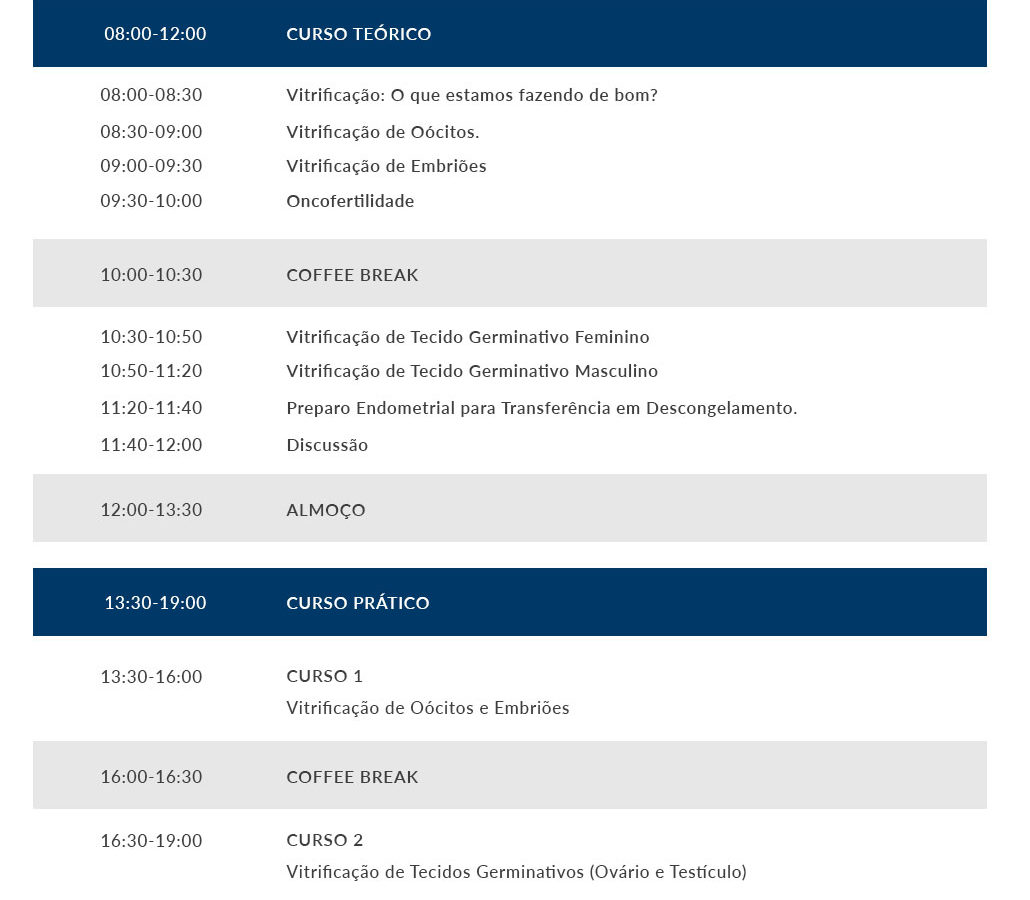 08:00-12:00 CURSO TEÓRICO
08:00-08:30 Vitrificação: O que estamos fazendo de bom?
08:30-09:00 Vitrificação de Oócitos.
09:00-09:30 Vitrificação de Embriões
09:30-10:00 Oncofertilidade
10:00-10:30 COFFEE BREAK
10:30-10:50 Vitrificação de Tecido Germinativo Feminino
10:50-11:20 Vitrificação de Tecido Germinativo Masculino
11:20-11:40 Preparo Endometrial para Transferência em Descongelamento.
11:40-12:00 Discussão
12:00-13:30 ALMOÇO
13:30-19:00 CURSO PRÁTICO
13:30-16:00 CURSO 1
Vitrificação de Oócitos e Embriões
16:00-16:30 COFFEE BREAK
16:30-19:00 CURSO 2
Vitrificação de Tecidos Germinativos (Ovário e Testículo)